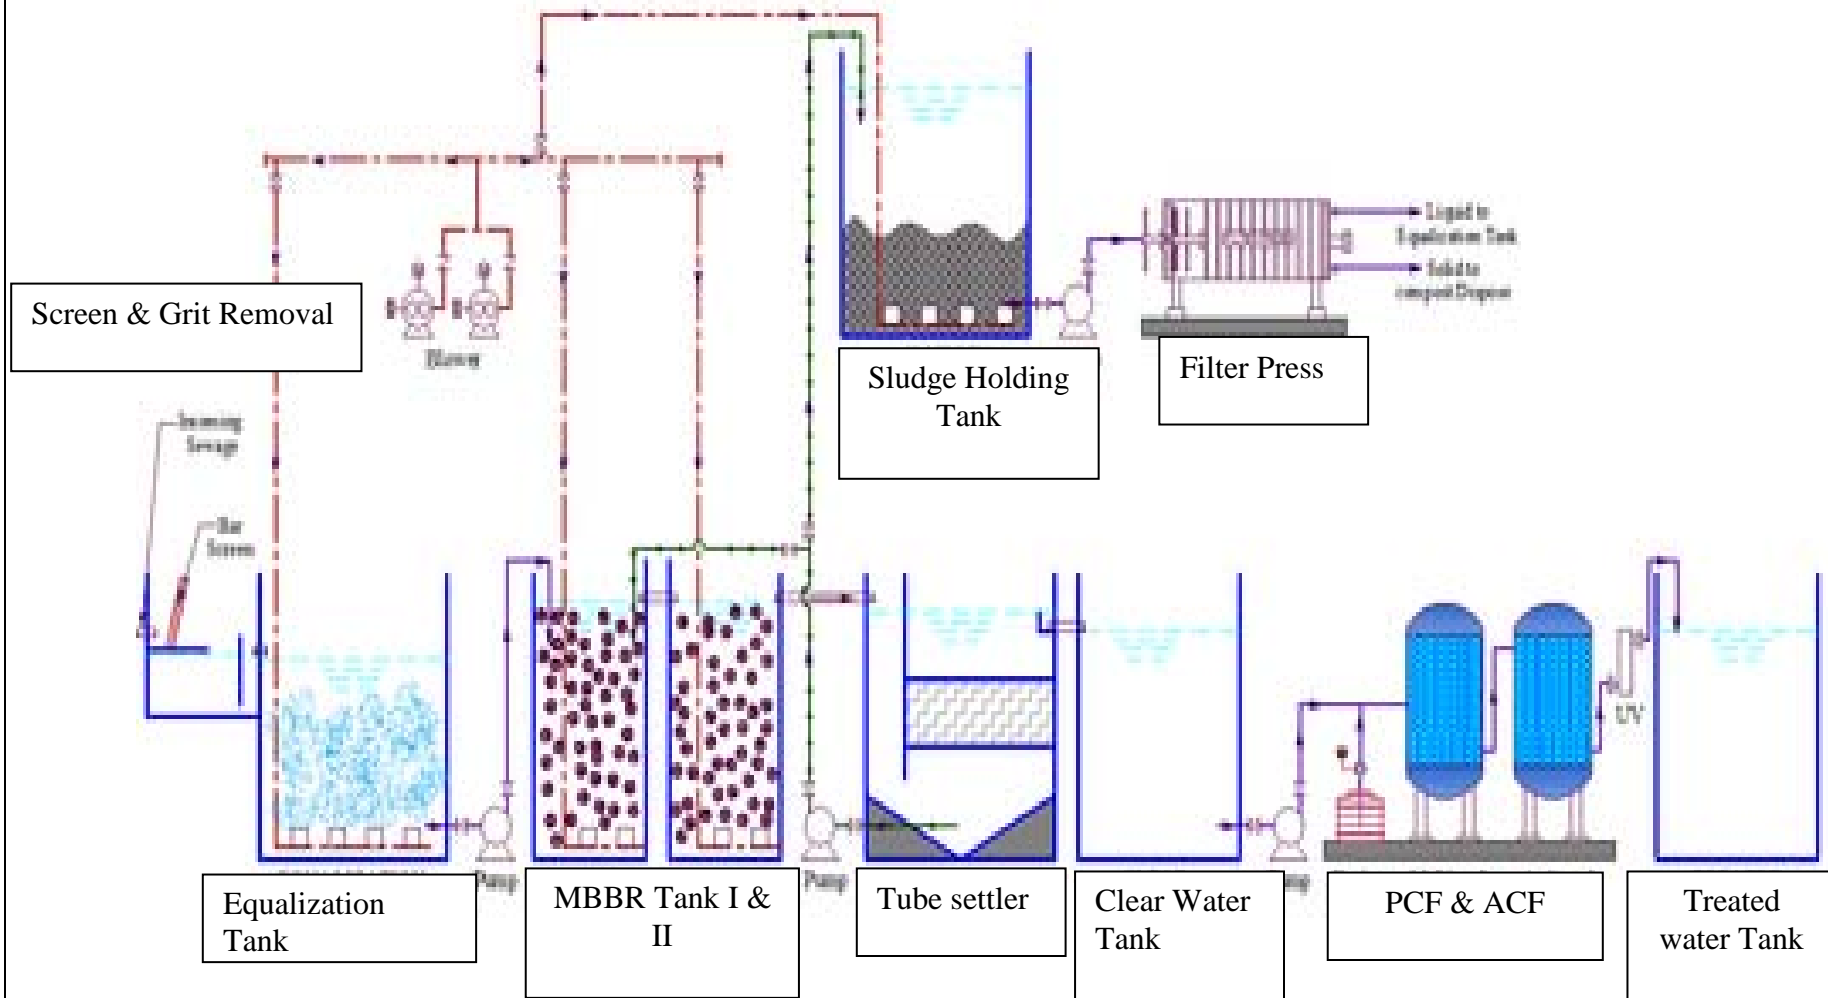 Liquid to
Equalization Tank
Solid to
Screen & Grit Removal
Blower
Sludge Holding
Tank
Filter Press
Incoming
Sewage
Bar
Screen
UV
Equalization
Tank
Pump
MBBR Tank I &
II
Pump
Tube settler
Clear Water
Tank
PCF & ACF
Treated
water Tank